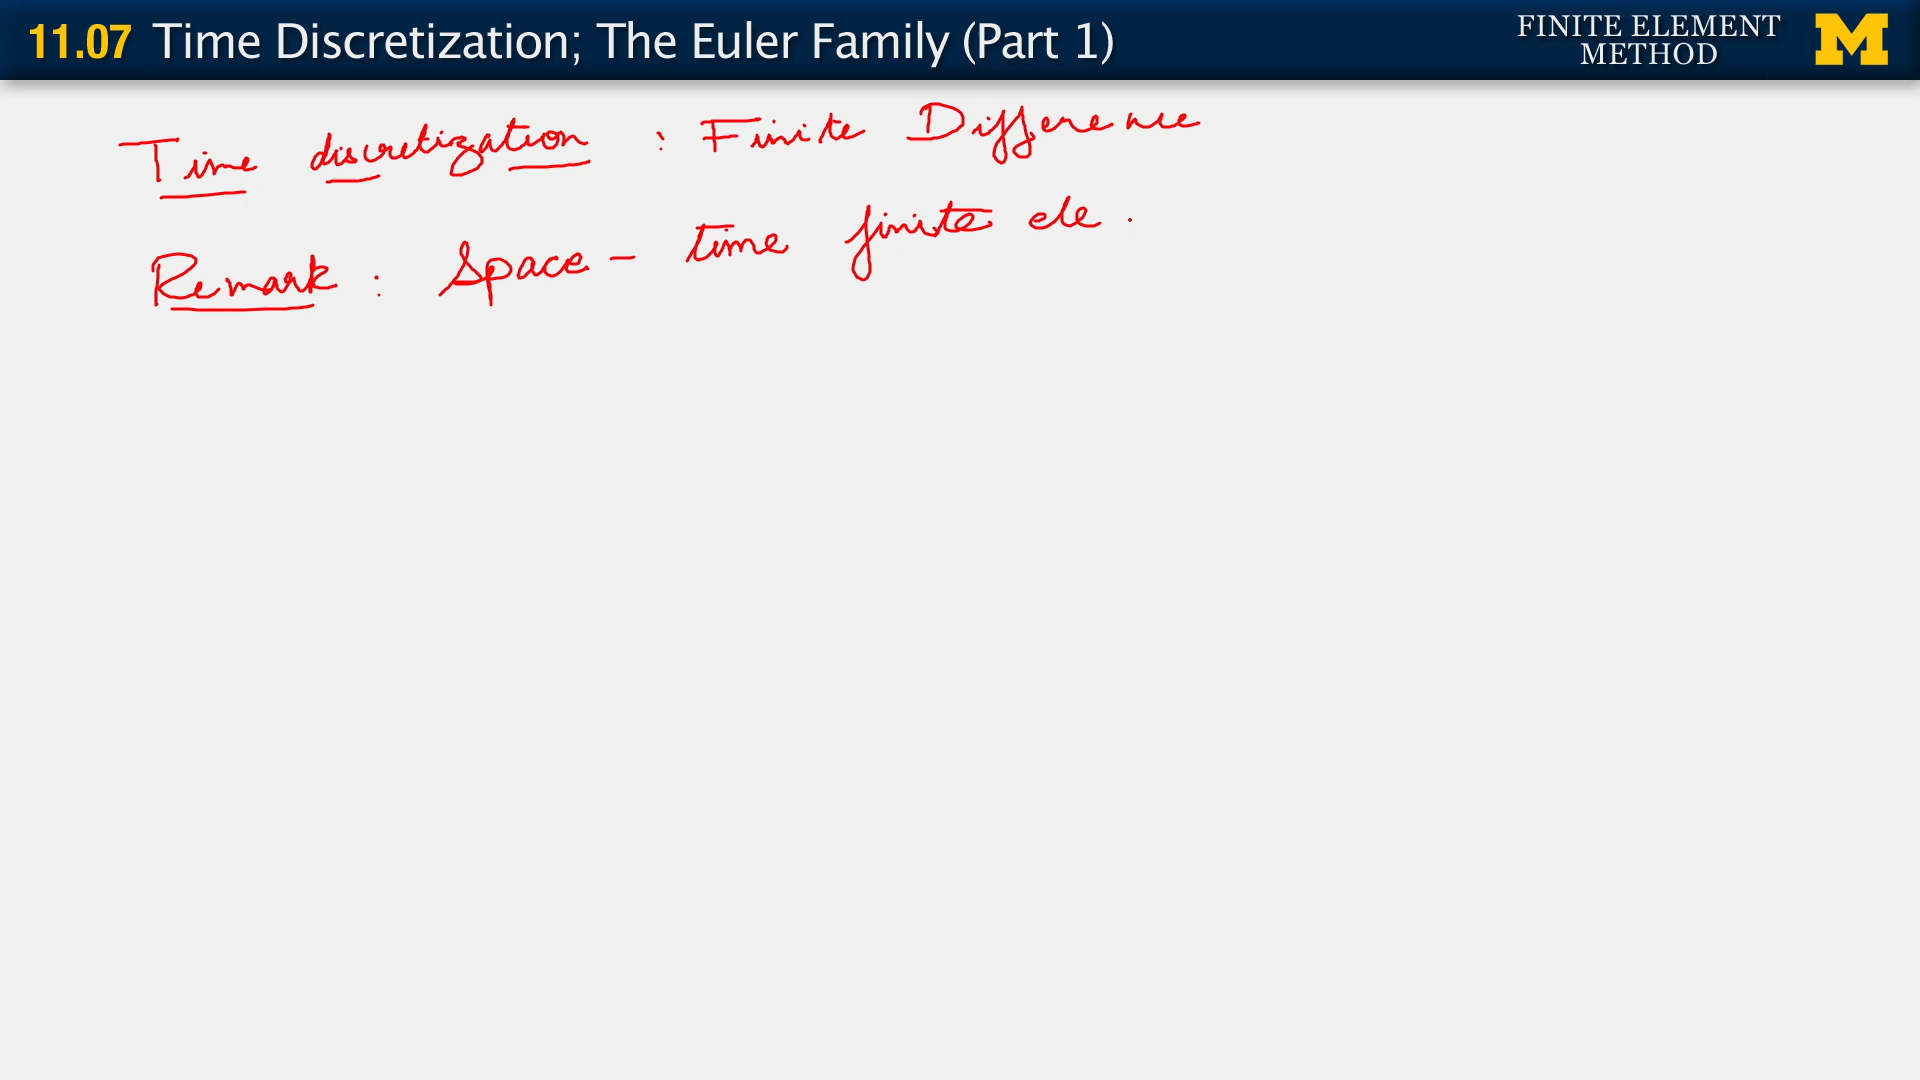 11.07 Time Discretization; The Euler Family (Part 1)
FINITE ELEMENT
METHOD
M
Time discretization : Finite Difference
Remark : Space - time finite ele .